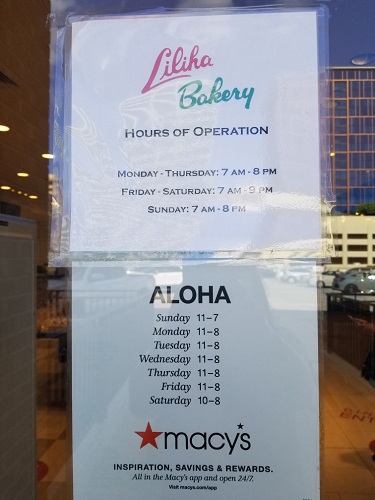 Liliha
Bakery
HOURS OF OPERATION
MONDAY - THURSDAY: 7 AM - 8 PM
FRIDAY - SATURDAY: 7 AM - 9 PM
SUNDAY: 7 AM - 8 PM
ALOHA
Sunday 11-7
Monday 11-8
Tuesday 11-8
Wednesday 11-8
Thursday 11-8
Friday 11-8
Saturday 10-8
macy's
INSPIRATION, SAVINGS & REWARDS.
All in the Macy's app and open 24/7.
Visit macys.com/app